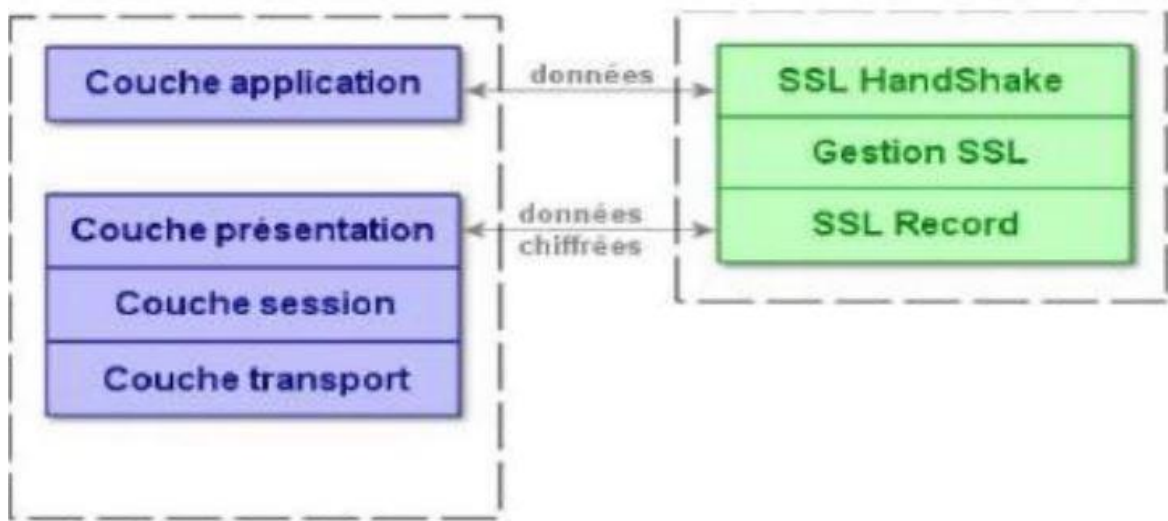 Couche application
données
SSL HandShake
Gestion SSL
Couche présentation
données
chiffrées
SSL Record
Couche session
Couche transport